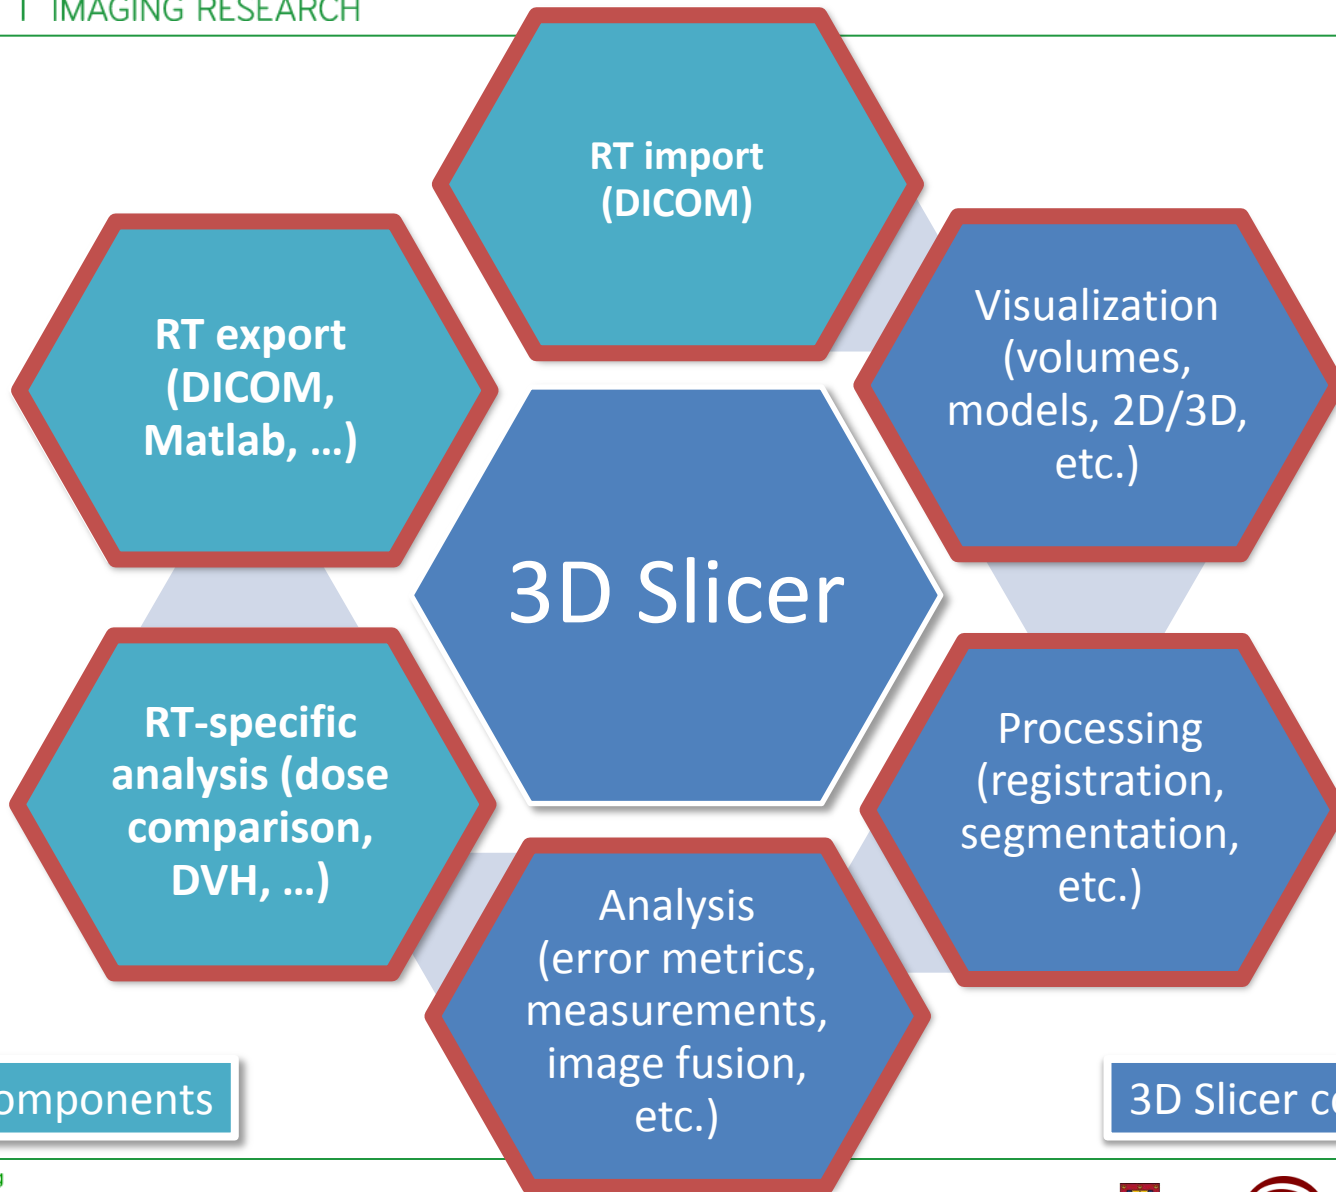 IMAGING RESEARCH
RT import
(DICOM)
Visualization
(volumes,
models, 2D/3D,
etc.)
RT export
(DICOM,
Matlab, …)
3D Slicer
RT-specific
analysis (dose
comparison,
DVH, …)
Processing
(registration,
segmentation,
etc.)
Analysis
(error metrics,
measurements,
image fusion,
etc.)
omponents
3D Slicer co